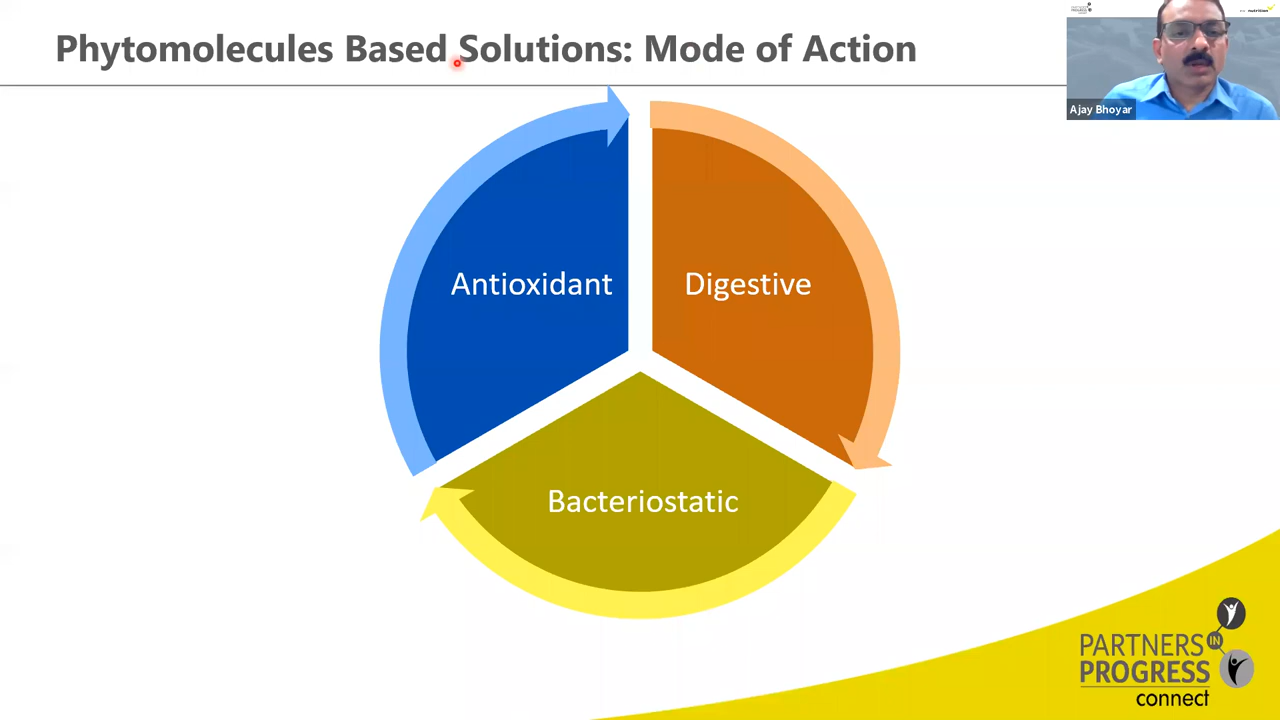 Phytomolecules Based Solutions: Mode of Action
Ajay Bhoyar
Antioxidant
Digestive
Bacteriostatic
PARTNERS
IN
PROGRESS
connect